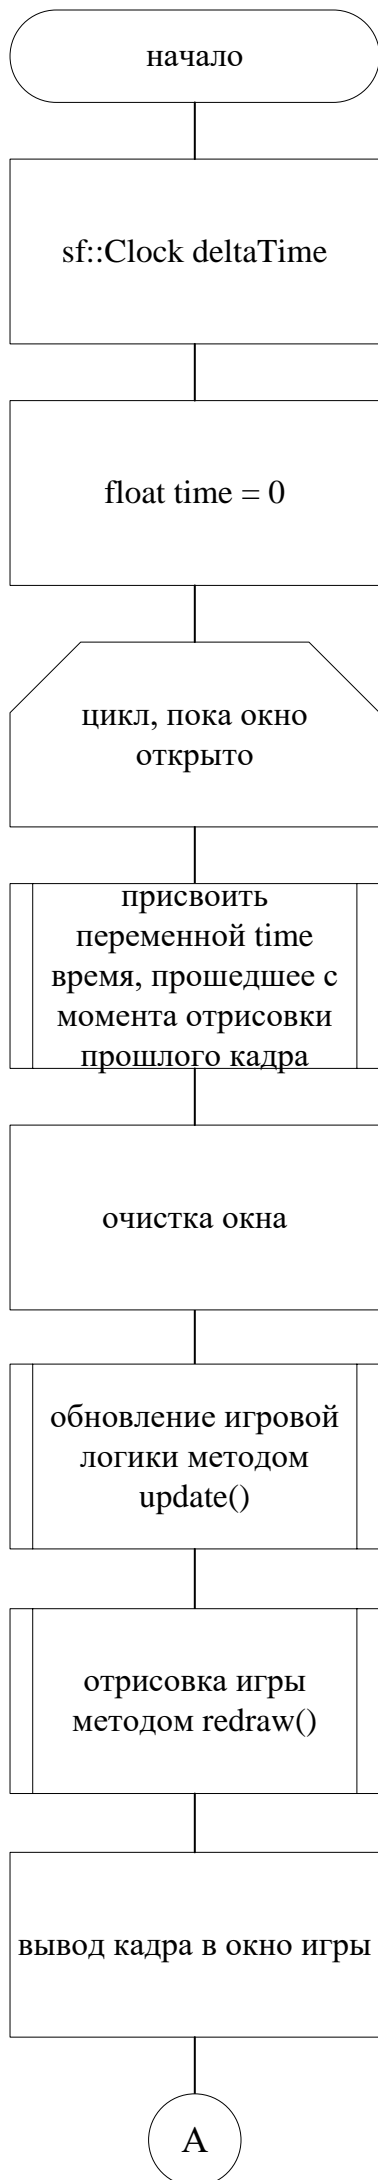 начало
sf::Clock deltaTime
float time = 0
цикл, пока окно
открыто
присвоить
переменной time
время, прошедшее с
момента отрисовки
прошлого кадра
очистка окна
обновление игровой
логики методом
update()
отрисовка игры
методом redraw()
вывод кадра в окно игры
А